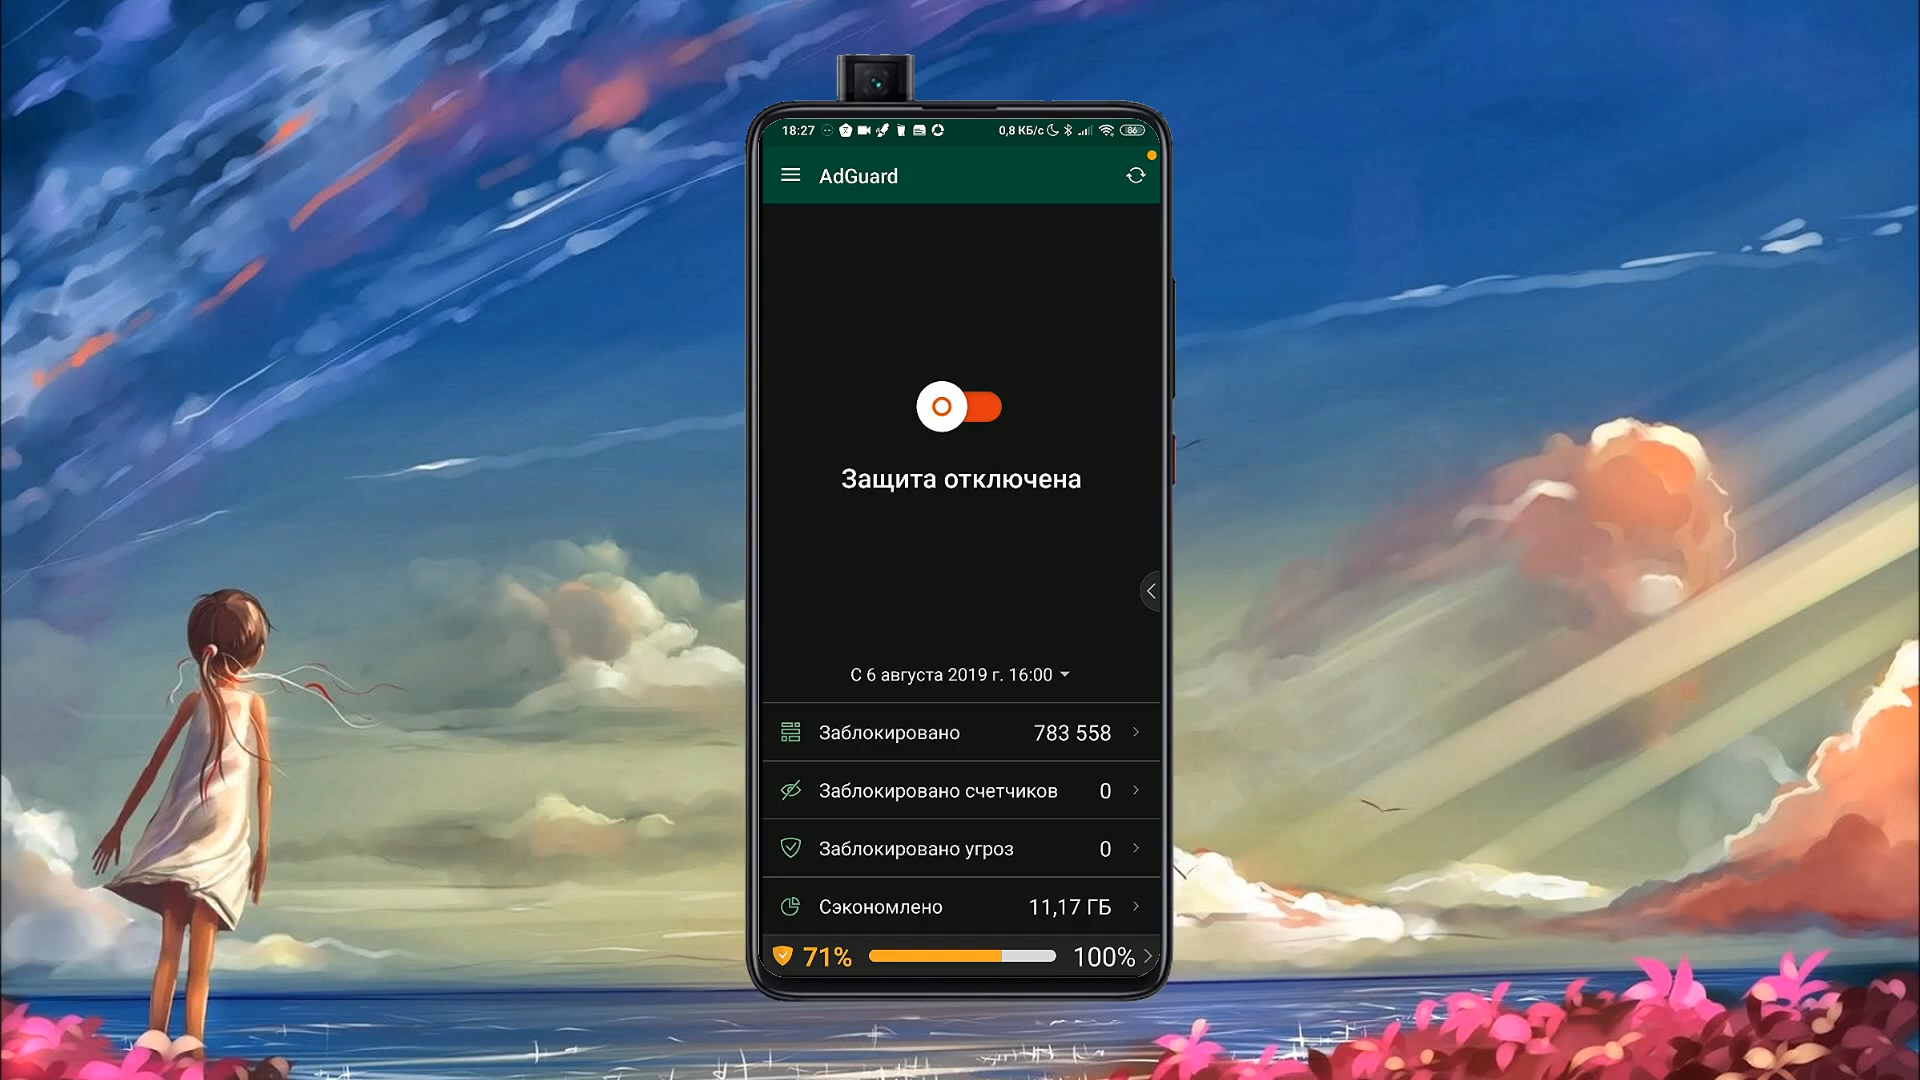 18:27 0,8 КБ/с 86
AdGuard
Защита отключена
С 6 августа 2019 г. 16:00
Заблокировано 783 558
Заблокировано счетчиков 0
Заблокировано угроз 0
Сэкономлено 11,17 ГБ
71% 100%